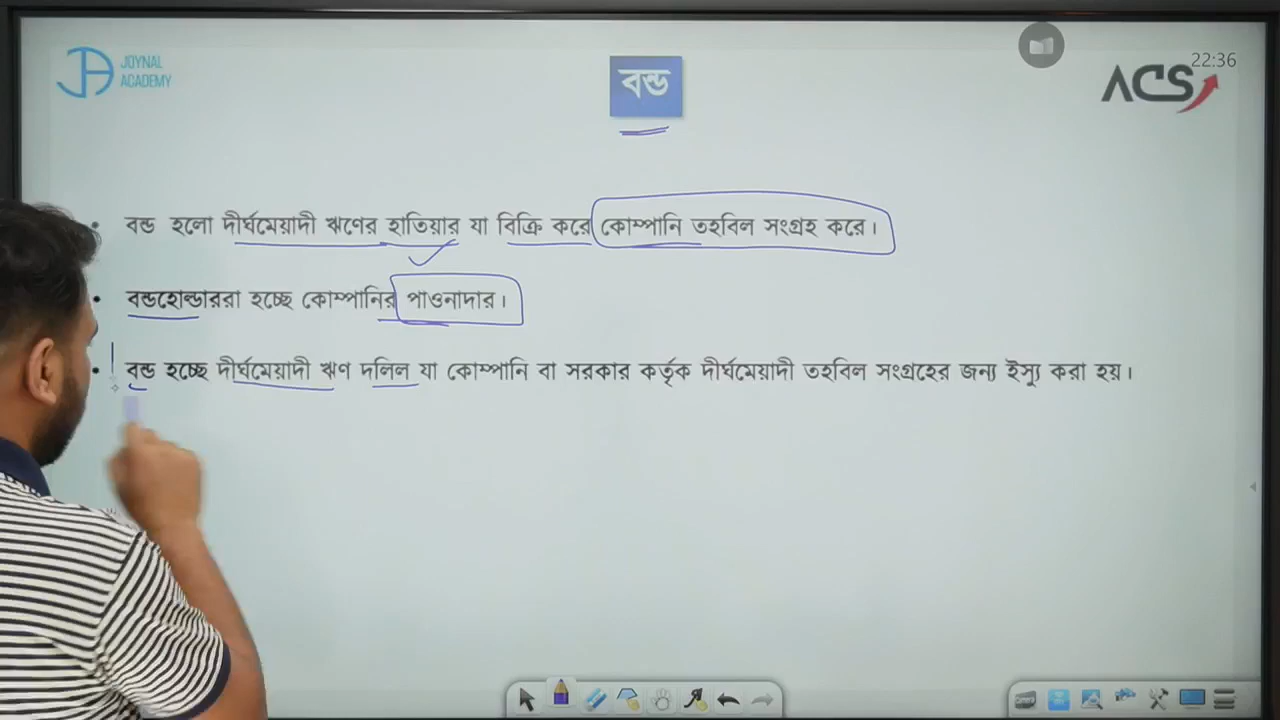 JOYNAL
ACADEMY
বন্ড
22:36
ACS
বন্ড হলো দীর্ঘমেয়াদী ঋণের হাতিয়ার যা বিক্রি করে কোম্পানি তহবিল সংগ্রহ করে।
বন্ডহোল্ডাররা হচ্ছে কোম্পানির পাওনাদার।
বন্ড হচ্ছে দীর্ঘমেয়াদী ঋণ দলিল যা কোম্পানি বা সরকার কর্তৃক দীর্ঘমেয়াদী তহবিল সংগ্রহের জন্য ইস্যু করা হয়।